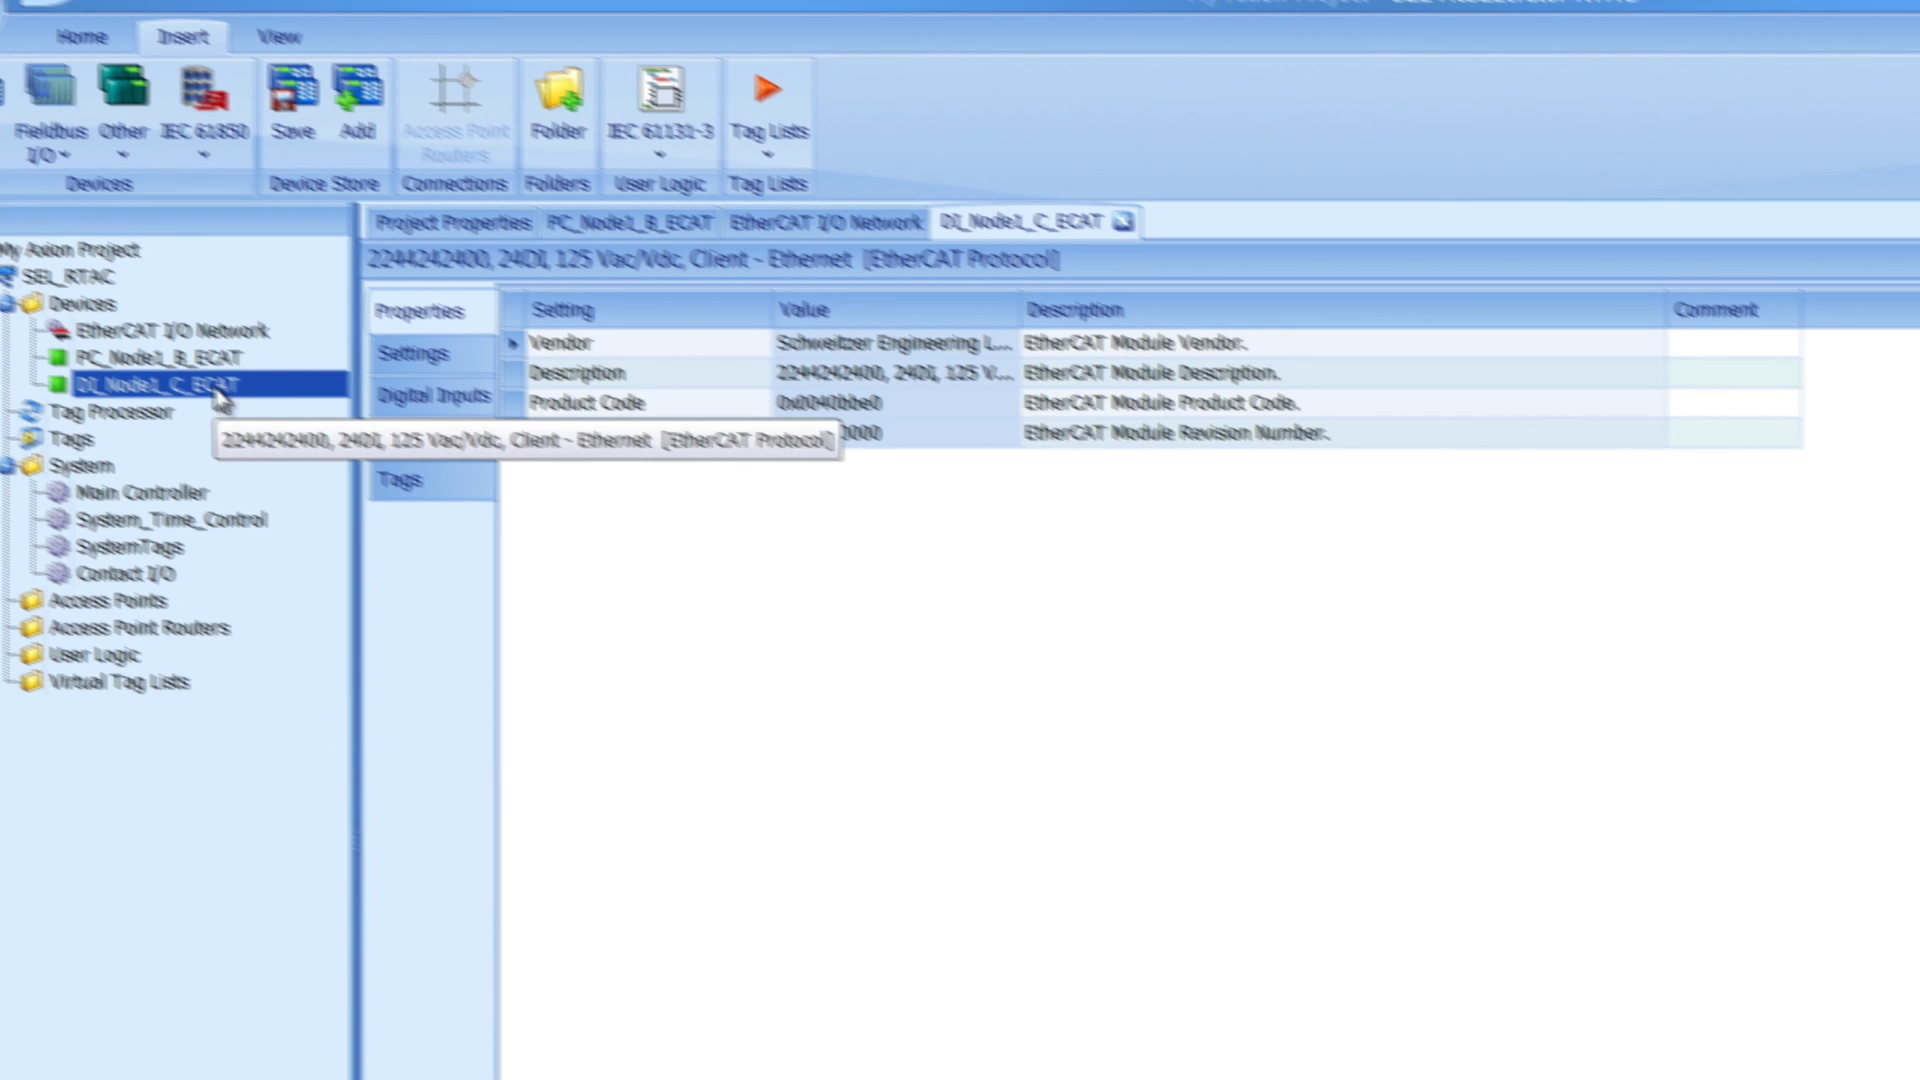 Home Insert View
Fieldbus Other IEC 61850 Save Add Access Point Folder IEC 61131-3 Tag Lists
I/O Routers
Devices Device Store Connections Folders User Logic Tag Lists
Project Properties PC_Node1_B_ECAT EtherCAT I/O Network DI_Node1_C_ECAT
My Axion Project
2244242400, 24DI, 125 Vac/Vdc, Client - Ethernet [EtherCAT Protocol]
SEL_RTAC
Devices
EtherCAT I/O Network
PC_Node1_B_ECAT
DI_Node1_C_ECAT
Tag Processor
Tags
System
Main Controller
System_Time_Control
SystemTags
Contact I/O
Access Points
Access Point Routers
User Logic
Virtual Tag Lists
Properties
Settings
Digital Inputs
Tags
Setting Value Description Comment
Vendor Schweitzer Engineering L... EtherCAT Module Vendor.
Description 2244242400, 24DI, 125 V... EtherCAT Module Description.
Product Code 0x0040bbe0 EtherCAT Module Product Code.
0000 EtherCAT Module Revision Number.
2244242400, 24DI, 125 Vac/Vdc, Client - Ethernet [EtherCAT Protocol]